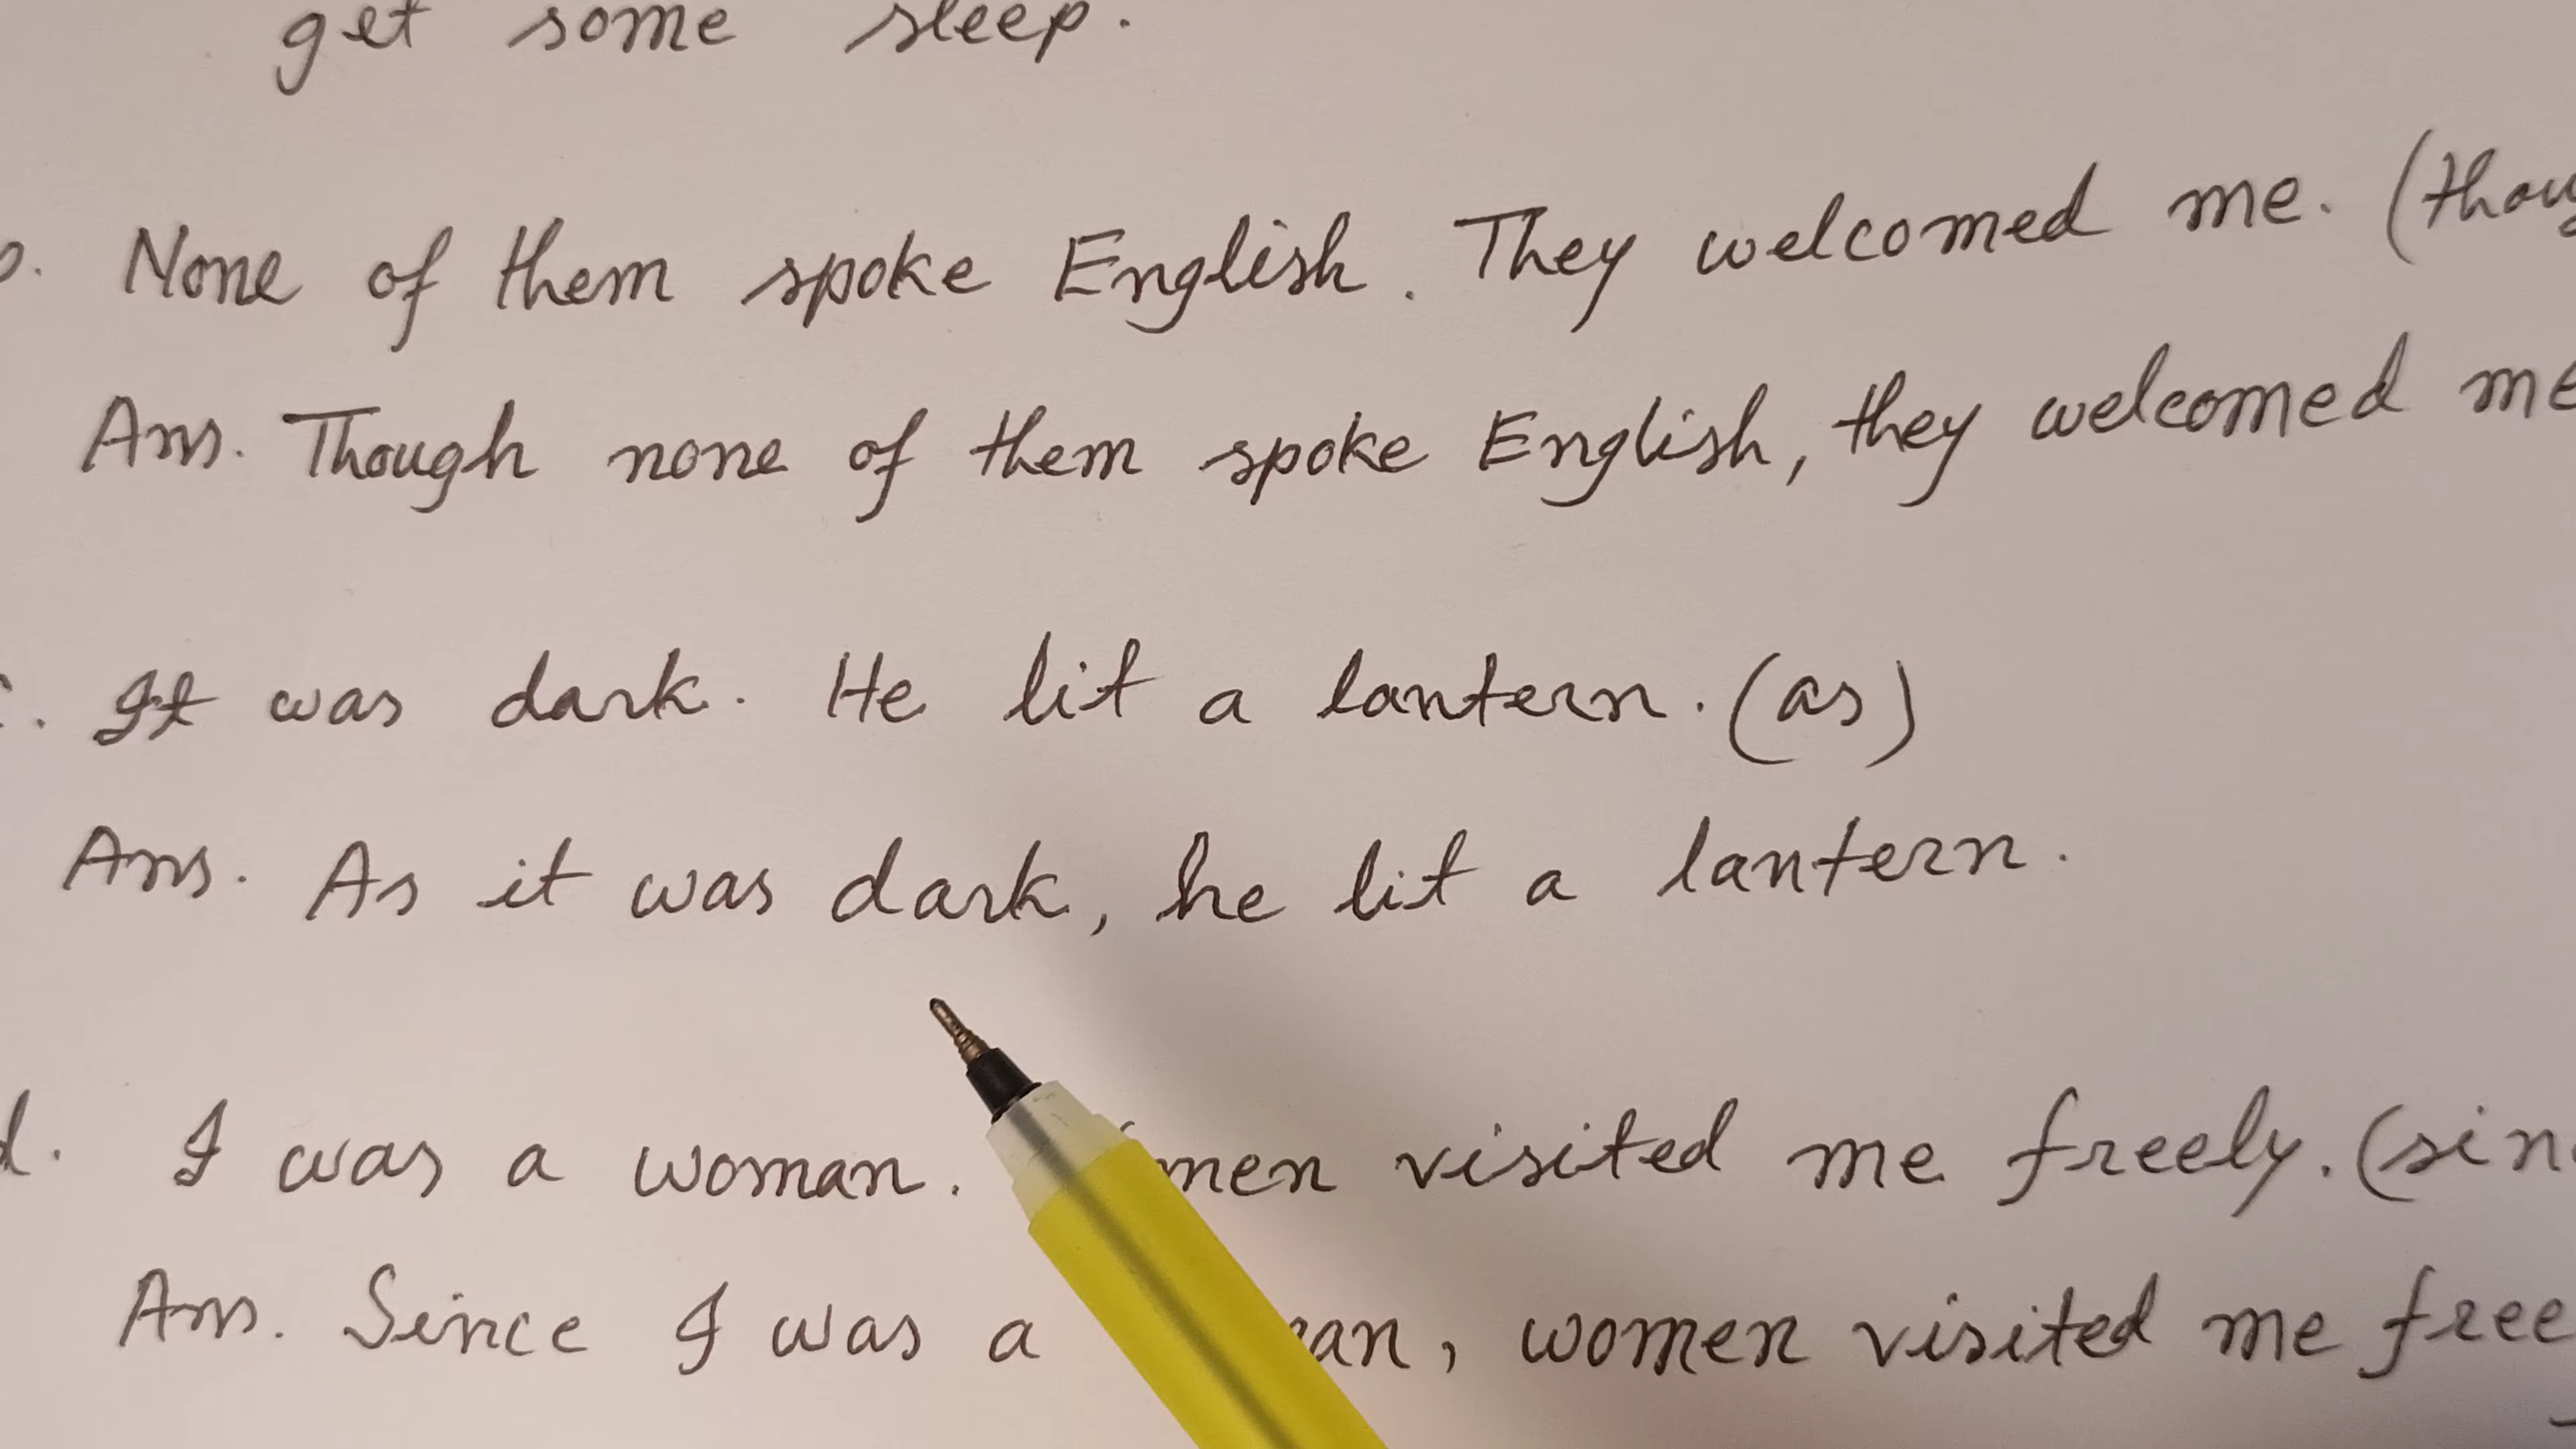 get some sleep.
None of them spoke English. They welcomed me. (thou
Ans. Though none of them spoke English, they welcomed me
It was dark. He lit a lantern. (as)
Ans. As it was dark, he lit a lantern.
d. I was a woman. men visited me freely. (sin
Ans. Since I was a an, women visited me free